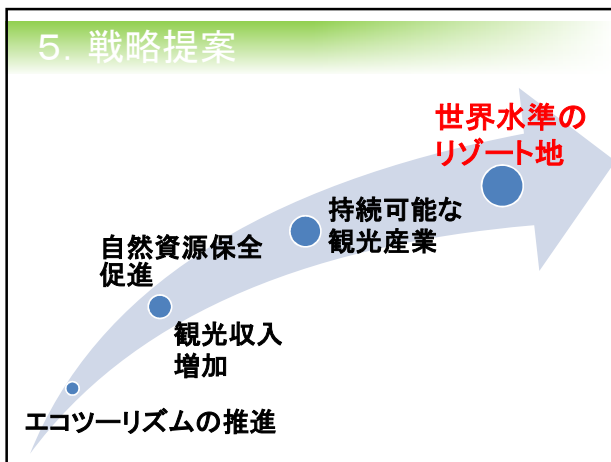 ５．戦略提案
世界水準の
リゾート地
持続可能な
観光産業
自然資源保全
促進
観光収入
増加
エコツーリズムの推進